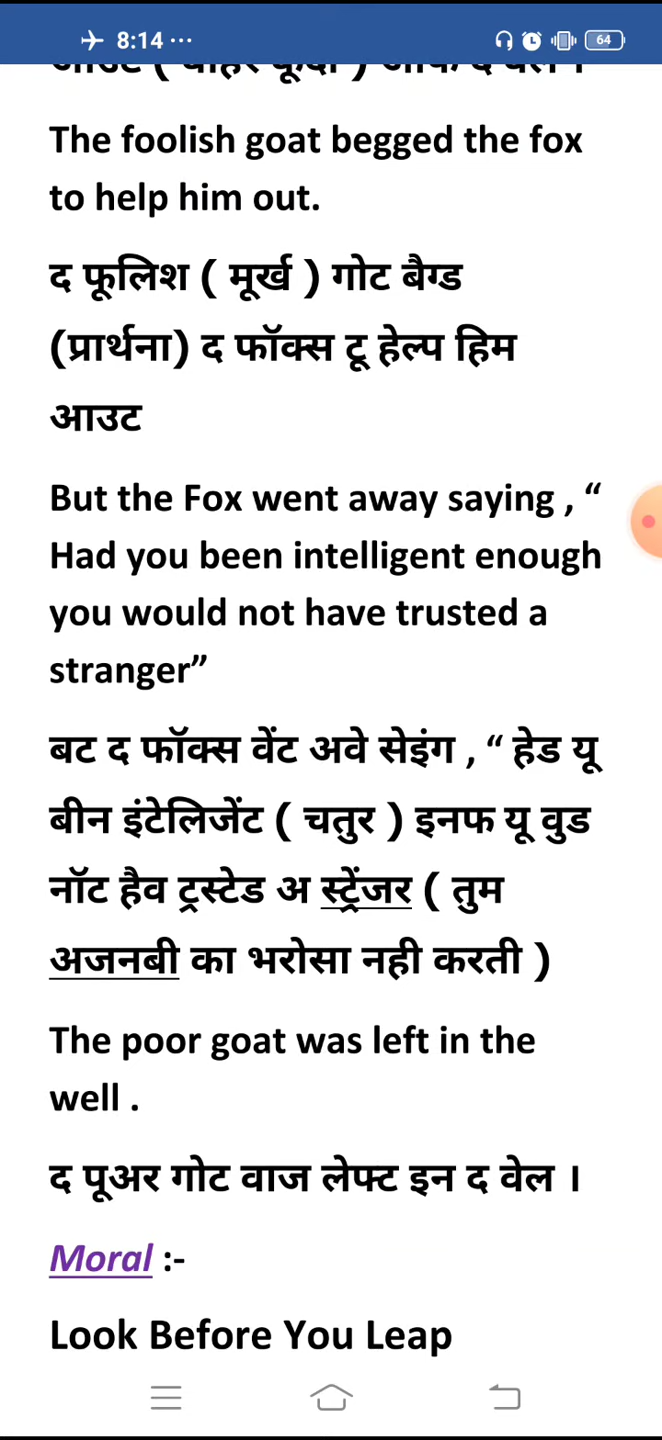 8:14 ...
64
The foolish goat begged the fox
to help him out.
द फूलिश ( मूर्ख ) गोट बैग्ड
(प्रार्थना) द फॉक्स टू हेल्प हिम
आउट
But the Fox went away saying , “
Had you been intelligent enough
you would not have trusted a
stranger”
बट द फॉक्स वेंट अवे सेइंग , “ हेड यू
बीन इंटेलिजेंट ( चतुर ) इनफ यू वुड
नॉट हैव ट्रस्टेड अ स्ट्रेंजर ( तुम
अजनबी का भरोसा नही करती )
The poor goat was left in the
well .
द पूअर गोट वाज लेफ्ट इन द वेल ।
Moral :-
Look Before You Leap